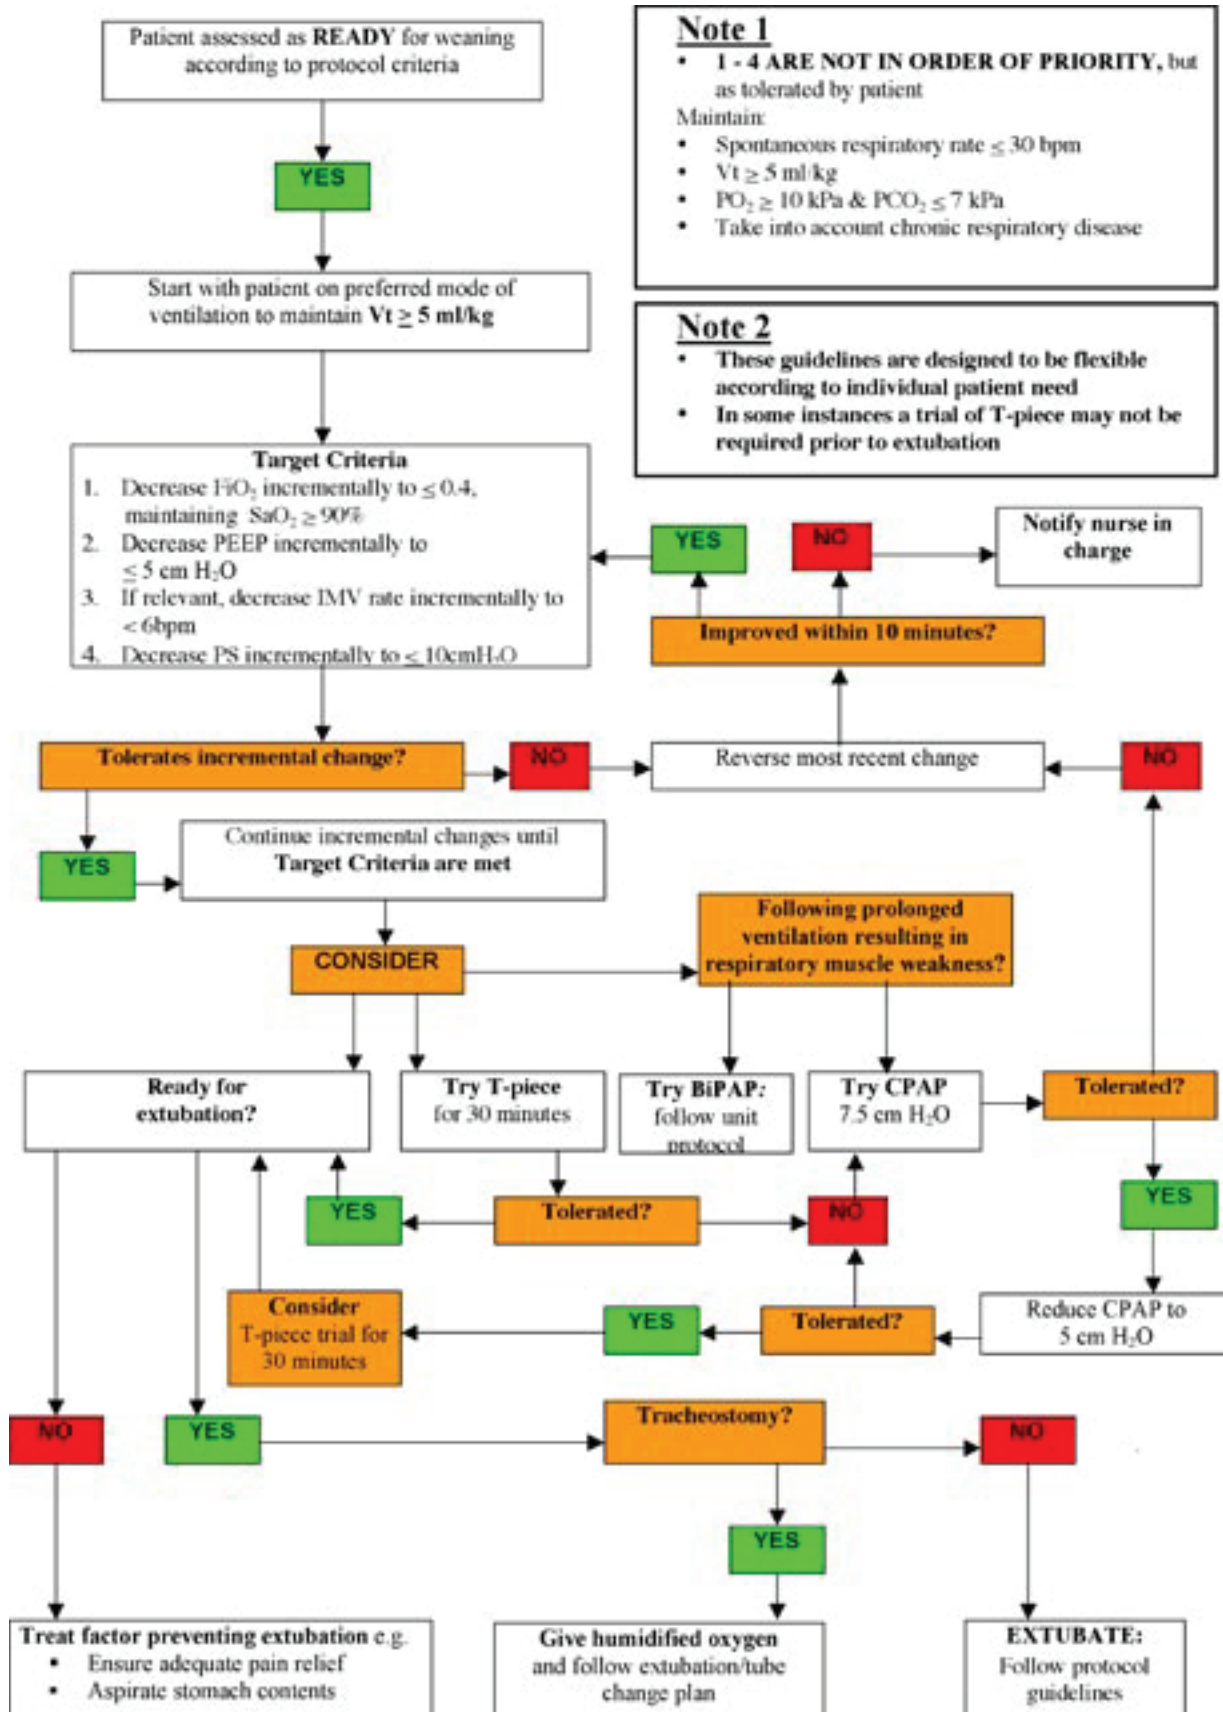 Patient assessed as READY for weaning
according to protocol criteria
YES
Start with patient on preferred mode of
ventilation to maintain Vt ≥ 5 ml/kg
Target Criteria
1. Decrease FiO₂ incrementally to ≤ 0.4,
maintaining SaO₂ ≥ 90%
2. Decrease PEEP incrementally to
≤ 5 cm H₂O
3. If relevant, decrease IMV rate incrementally to
< 6bpm
4. Decrease PS incrementally to ≤ 10cmH₂O
Note 1
• 1 - 4 ARE NOT IN ORDER OF PRIORITY, but
as tolerated by patient
Maintain:
• Spontaneous respiratory rate ≤ 30 bpm
• Vt ≥ 5 ml/kg
• PO₂ ≥ 10 kPa & PCO₂ ≤ 7 kPa
• Take into account chronic respiratory disease
Note 2
• These guidelines are designed to be flexible
according to individual patient need
• In some instances a trial of T-piece may not be
required prior to extubation
YES
NO
Notify nurse in
charge
Improved within 10 minutes?
Tolerates incremental change?
NO
Reverse most recent change
NO
YES
Continue incremental changes until
Target Criteria are met
CONSIDER
Following prolonged
ventilation resulting in
respiratory muscle weakness?
Ready for
extubation?
Try T-piece
for 30 minutes
Try BiPAP:
follow unit
protocol
Try CPAP
7.5 cm H₂O
Tolerated?
YES
Tolerated?
NO
YES
Consider
T-piece trial for
30 minutes
YES
Tolerated?
Reduce CPAP to
5 cm H₂O
NO
YES
Tracheostomy?
NO
YES
Treat factor preventing extubation e.g.
▪ Ensure adequate pain relief
▪ Aspirate stomach contents
Give humidified oxygen
and follow extubation/tube
change plan
EXTUBATE:
Follow protocol
guidelines